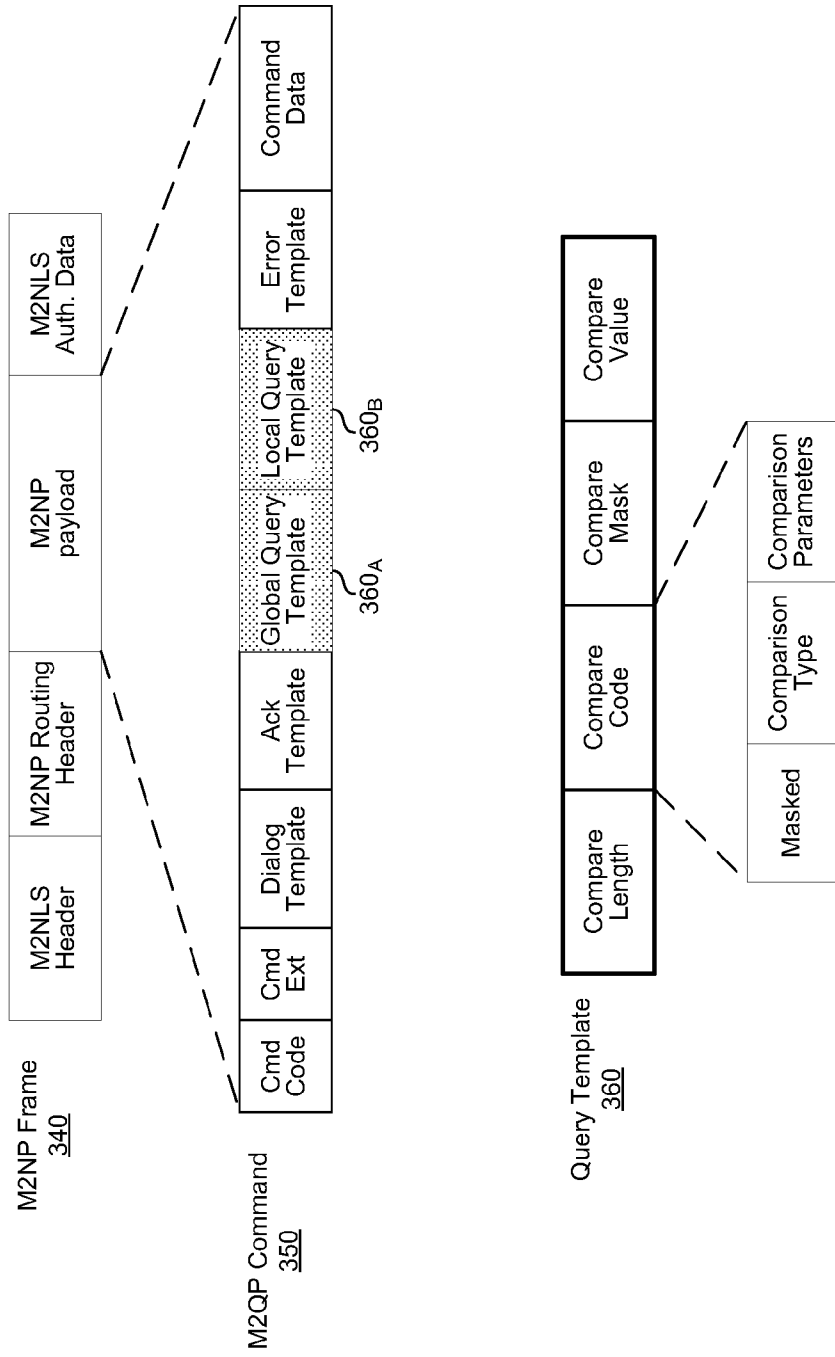 M2NP Frame
340
M2NLS
Header
M2NP Routing
Header
M2NP
payload
M2NLS
Auth. Data
M2QP Command
350
Cmd
Code
Cmd
Ext
Dialog
Template
Ack
Template
Global Query
Template
Local Query
Template
Error
Template
Command
Data
360A
360B
Query Template
360
Compare
Length
Compare
Code
Compare
Mask
Compare
Value
Masked
Comparison
Type
Comparison
Parameters